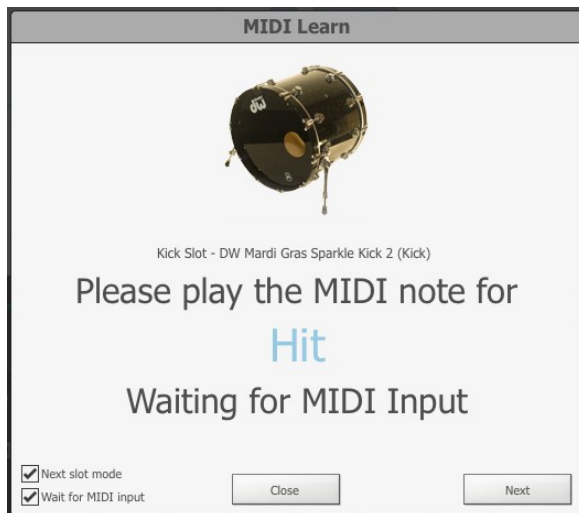 MIDI Learn
dw
Kick Slot - DW Mardi Gras Sparkle Kick 2 (Kick)
Please play the MIDI note for
Hit
Waiting for MIDI Input
Next slot mode
Wait for MIDI input
Close
Next